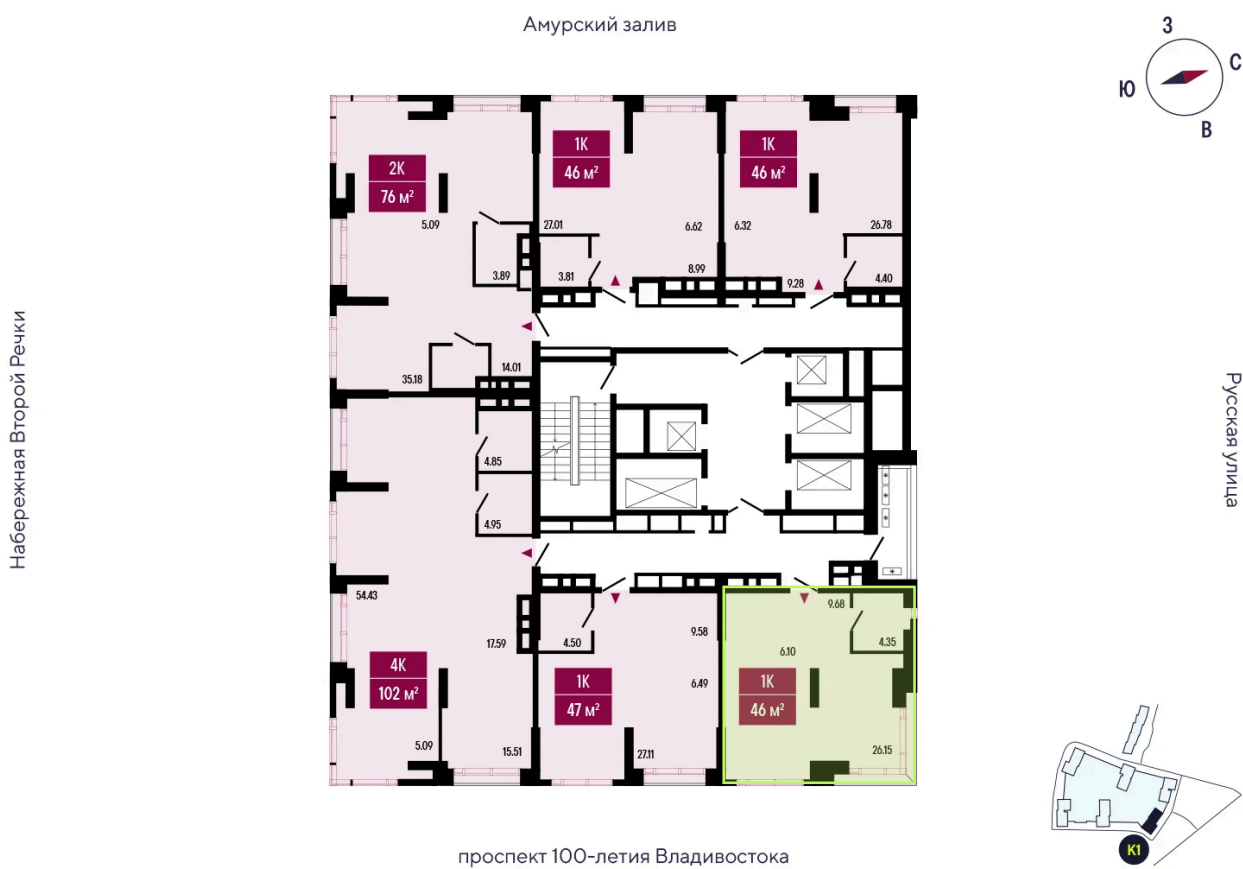 Амурский залив
З
С
Ю
В
2К
76 м²
5.09
3.89
35.18
14.01
1К
46 м²
27.01
6.62
3.81
8.99
1К
46 м²
6.32
26.78
9.28
4.40
Набережная Второй Речки
Русская улица
4.85
4.95
54.43
17.59
4К
102 м²
5.09
15.51
4.50
9.58
1К
47 м²
6.49
27.11
9.68
4.35
6.10
1К
46 м²
26.15
К1
проспект 100-летия Владивостока